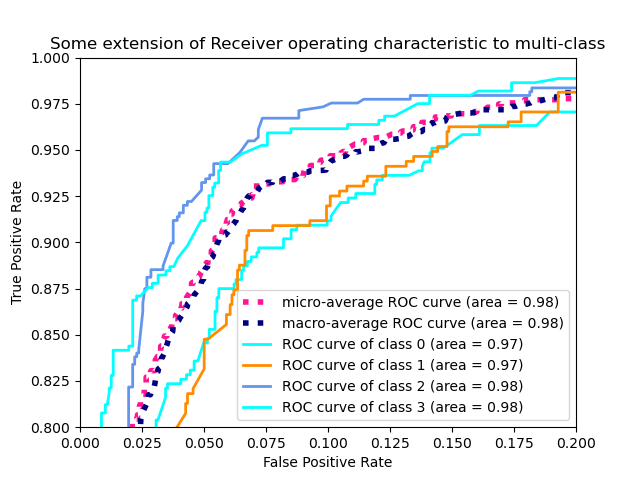 Some extension of Receiver operating characteristic to multi-class
1.000
0.975
0.950
0.925
0.900
0.875
0.850
0.825
0.800
True Positive Rate
micro-average ROC curve (area = 0.98)
macro-average ROC curve (area = 0.98)
ROC curve of class 0 (area = 0.97)
ROC curve of class 1 (area = 0.97)
ROC curve of class 2 (area = 0.98)
ROC curve of class 3 (area = 0.98)
0.000 0.025 0.050 0.075 0.100 0.125 0.150 0.175 0.200
False Positive Rate